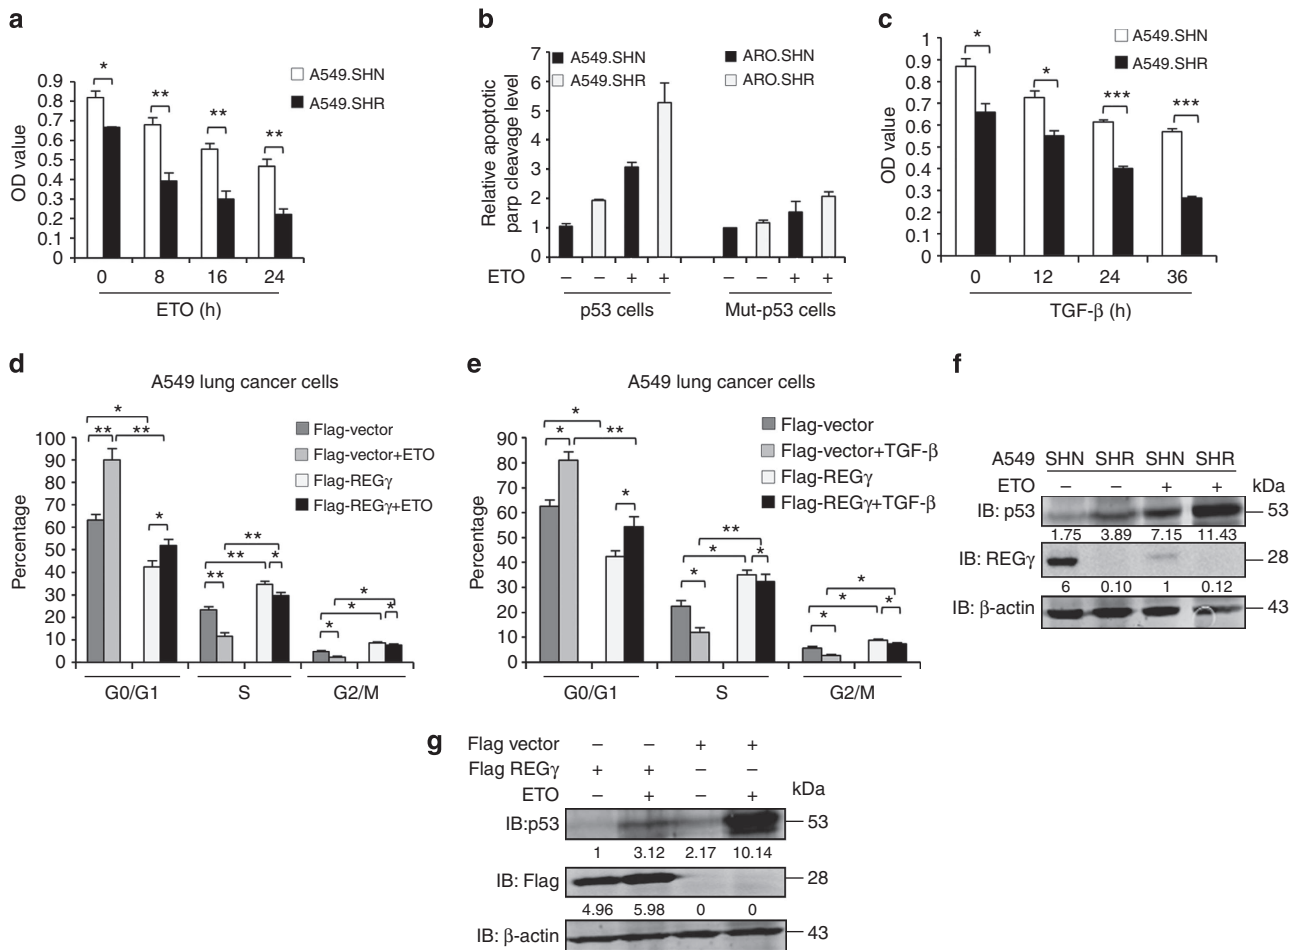 a
A549.SHN
A549.SHR
OD value
0.9
0.8
0.7
0.6
0.5
0.4
0.3
0.2
0.1
0
* ** ** **
0 8 16 24
ETO (h)
b
A549.SHN
A549.SHR
ARO.SHN
ARO.SHR
Relative apoptotic
parp cleavage level
7
6
5
4
3
2
1
0
ETO − − + + − − + +
p53 cells Mut-p53 cells
c
A549.SHN
A549.SHR
OD value
1
0.9
0.8
0.7
0.6
0.5
0.4
0.3
0.2
0.1
0
* * *** ***
0 12 24 36
TGF-β (h)
d
A549 lung cancer cells
Flag-vector
Flag-vector+ETO
Flag-REGγ
Flag-REGγ+ETO
Percentage
100
90
80
70
60
50
40
30
20
10
0
*
** **
*
**
** *
**
*
* *
*
G0/G1 S G2/M
e
A549 lung cancer cells
Flag-vector
Flag-vector+TGF-β
Flag-REGγ
Flag-REGγ+TGF-β
Percentage
90
80
70
60
50
40
30
20
10
0
*
* **
*
**
* *
*
*
* *
*
G0/G1 S G2/M
f
A549 SHN SHR SHN SHR
ETO − − + + kDa
IB: p53 53
1.75 3.89 7.15 11.43
IB: REGγ 28
6 0.10 1 0.12
IB: β-actin 43
g
Flag vector − − + +
Flag REGγ + + − −
ETO − + − + kDa
IB:p53 53
1 3.12 2.17 10.14
IB: Flag 28
4.96 5.98 0 0
IB: β-actin 43